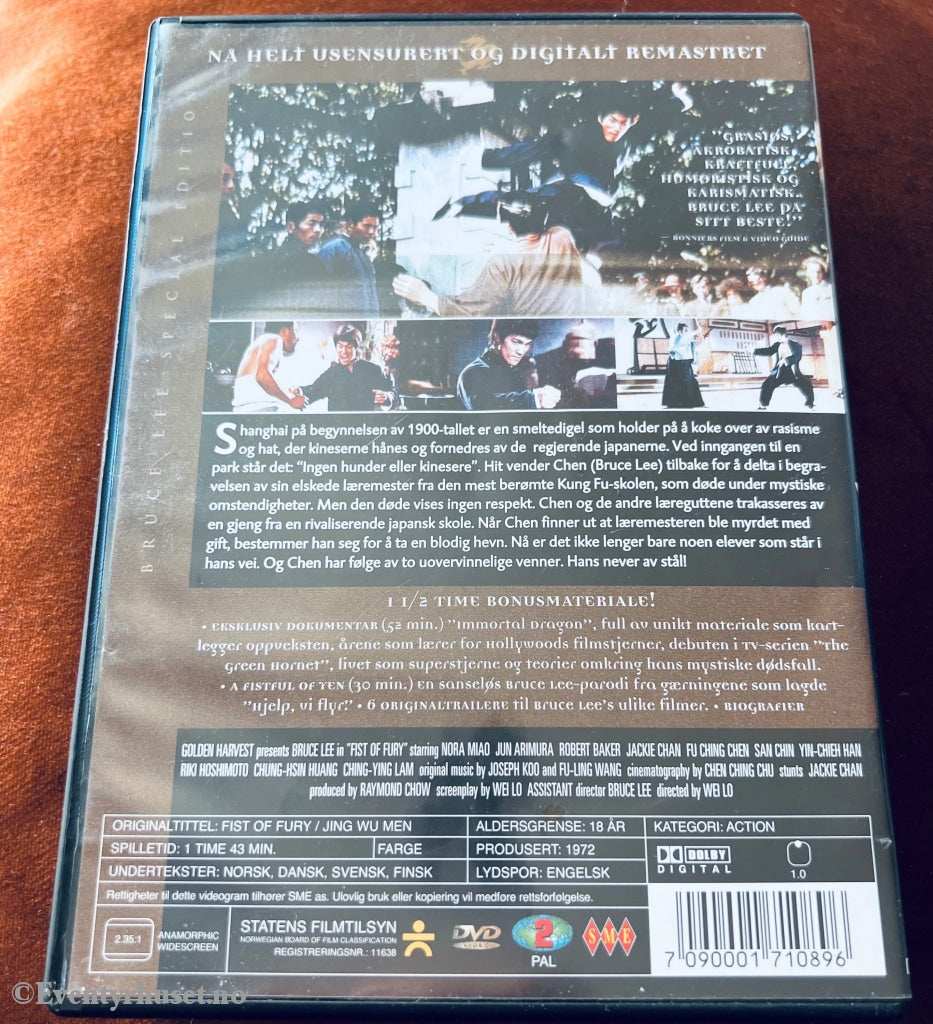 NÅ HELT USENSURERT OG DIGITALT REMASTRET
BRUCE LEE SPECIAL EDITIO
"GRASIØS,
AKROBATISK,
KRAFTFULL,
HUMORISTISK OG
KARISMATISK.
BRUCE LEE PÅ
SITT BESTE!"
— BONNIERS FILM & VIDEO GUIDE
Shanghai på begynnelsen av 1900-tallet er en smeltedigel som holder på å koke over av rasisme
og hat, der kineserne hånes og fornedres av de regjerende japanerne. Ved inngangen til en
park står det: "Ingen hunder eller kinesere". Hit vender Chen (Bruce Lee) tilbake for å delta i begra-
velsen av sin elskede læremester fra den mest berømte Kung Fu-skolen, som døde under mystiske
omstendigheter. Men den døde vises ingen respekt. Chen og de andre læreguttene trakasseres av
en gjeng fra en rivaliserende japansk skole. Når Chen finner ut at læremesteren ble myrdet med
gift, bestemmer han seg for å ta en blodig hevn. Nå er det ikke lenger bare noen elever som står i
hans vei. Og Chen har følge av to uovervinnelige venner. Hans never av stål!
1 1/2 TIME BONUSMATERIALE!
• EKSKLUSIV DOKUMENTAR (52 min.) "Immortal Dragon", full av unikt materiale som kart-
legger oppveksten, årene som lærer for Hollywoods filmstjerner, debuten i TV-serien "The
Green Hornet", livet som superstjerne og teorier omkring hans mystiske dødsfall.
• A FISTFUL OF YEN (30 min.) En sanseløs Bruce Lee-parodi fra gærningene som lagde
"Hjelp, vi flyr!" • 6 ORIGINALTRAILERE til Bruce Lee's ulike filmer. • BIOGRAFIER
GOLDEN HARVEST presents BRUCE LEE in "FIST OF FURY" starring NORA MIAO JUN ARIMURA ROBERT BAKER JACKIE CHAN FU CHING CHEN SAN CHIN YIN-CHIEH HAN
RIKI HOSHIMOTO CHUNG-HSIN HUANG CHING-YING LAM original music by JOSEPH KOO and FU-LING WANG cinematography by CHEN CHING CHU stunts JACKIE CHAN
produced by RAYMOND CHOW screenplay by WEI LO ASSISTANT director BRUCE LEE directed by WEI LO
ORIGINALTITTEL: FIST OF FURY / JING WU MEN
ALDERSGRENSE: 18 ÅR
KATEGORI: ACTION
SPILLETID: 1 TIME 43 MIN.
FARGE
PRODUSERT: 1972
UNDERTEKSTER: NORSK, DANSK, SVENSK, FINSK
LYDSPOR: ENGELSK
DOLBY
DIGITAL
1.0
Rettigheter til dette videogram tilhører SME as. Ulovlig bruk eller kopiering vil medføre rettsforfølgelse.
2.35:1
ANAMORPHIC
WIDESCREEN
STATENS FILMTILSYN
NORWEGIAN BOARD OF FILM CLASSIFICATION
REGISTRERINGSNR.: 11638
DVD
VIDEO
2
PAL
S·M·E
7 090001 710896
©Eventyrhuset.no